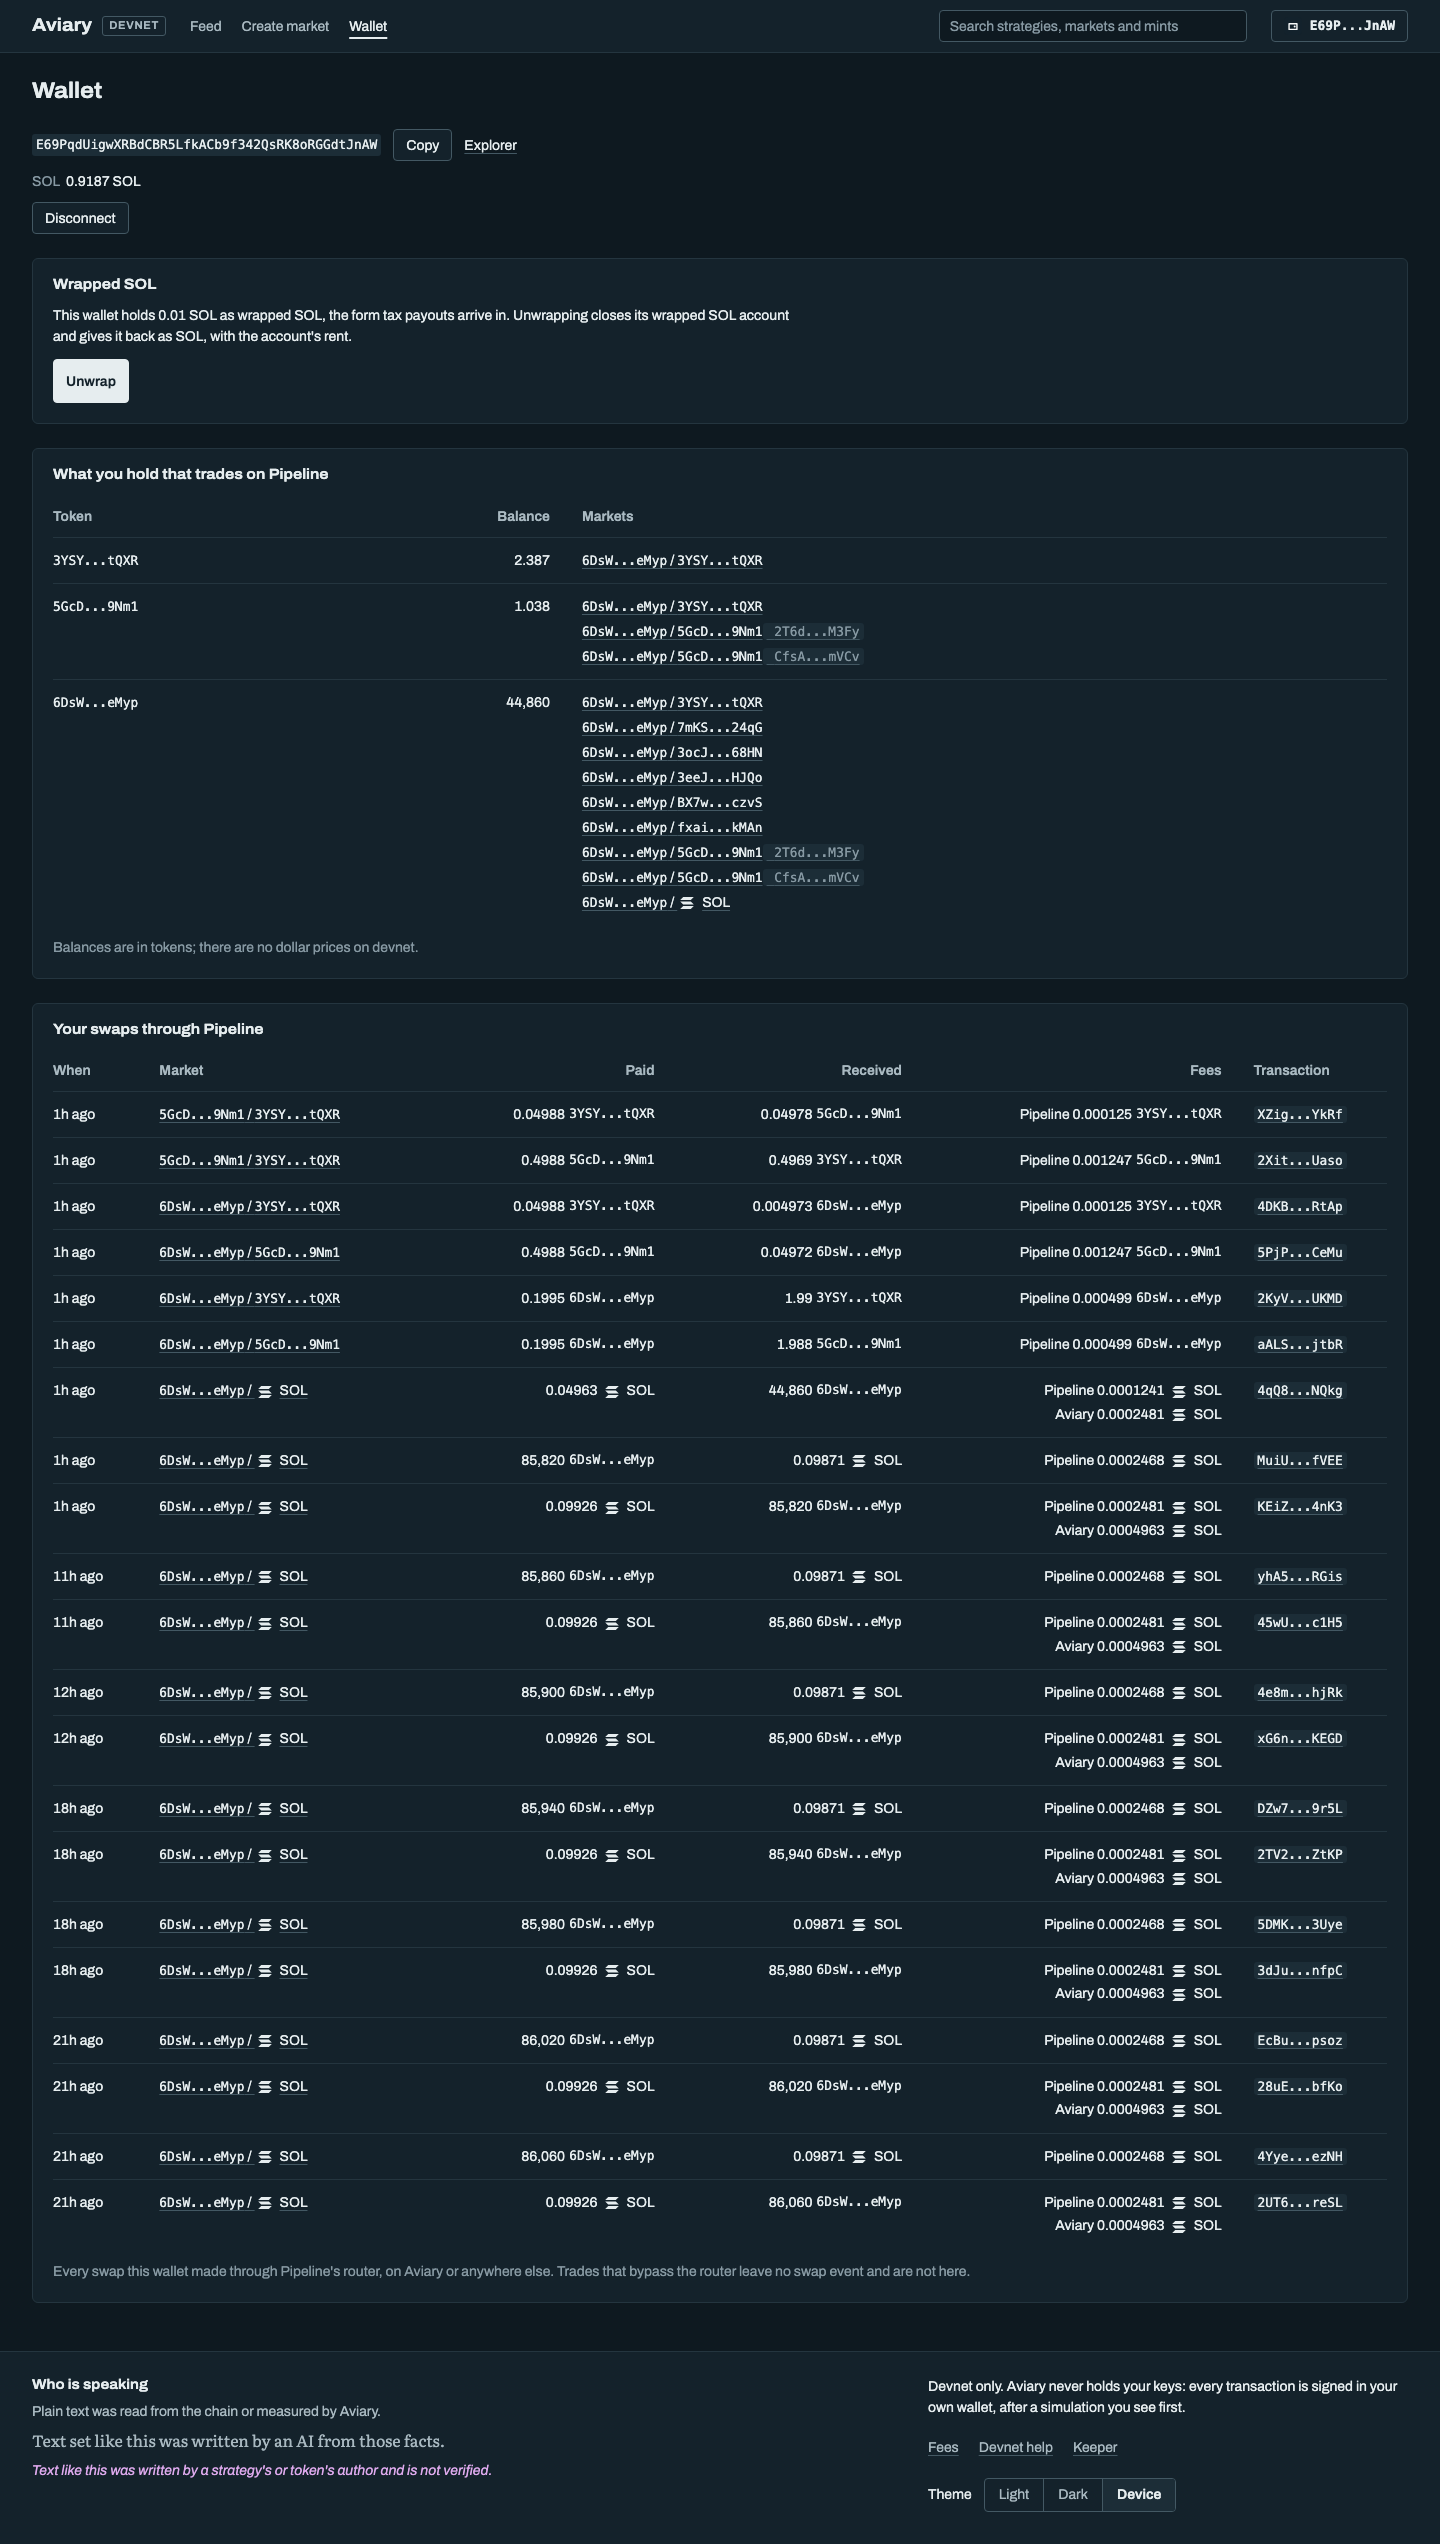 Aviary DEVNET Feed Create market Wallet Search strategies, markets and mints E69P...JnAW
Wallet
E69PqdUigwXRBdCBR5LfkACb9f342QsRK8oRGGdtJnAW Copy Explorer
SOL 0.9187 SOL
Disconnect
Wrapped SOL
This wallet holds 0.01 SOL as wrapped SOL, the form tax payouts arrive in. Unwrapping closes its wrapped SOL account
and gives it back as SOL, with the account's rent.
Unwrap
What you hold that trades on Pipeline
Token Balance Markets
3YSY...tQXR 2.387 6DsW...eMyp / 3YSY...tQXR
5GcD...9Nm1 1.038 6DsW...eMyp / 3YSY...tQXR
6DsW...eMyp / 5GcD...9Nm1 2T6d...M3Fy
6DsW...eMyp / 5GcD...9Nm1 CfsA...mVCv
6DsW...eMyp 44,860 6DsW...eMyp / 3YSY...tQXR
6DsW...eMyp / 7mKS...24qG
6DsW...eMyp / 3ocJ...68HN
6DsW...eMyp / 3eeJ...HJQo
6DsW...eMyp / BX7w...czvS
6DsW...eMyp / fxai...kMAn
6DsW...eMyp / 5GcD...9Nm1 2T6d...M3Fy
6DsW...eMyp / 5GcD...9Nm1 CfsA...mVCv
6DsW...eMyp / SOL
Balances are in tokens; there are no dollar prices on devnet.
Your swaps through Pipeline
When Market Paid Received Fees Transaction
1h ago 5GcD...9Nm1 / 3YSY...tQXR 0.04988 3YSY...tQXR 0.04978 5GcD...9Nm1 Pipeline 0.000125 3YSY...tQXR XZig...YkRf
1h ago 5GcD...9Nm1 / 3YSY...tQXR 0.4988 5GcD...9Nm1 0.4969 3YSY...tQXR Pipeline 0.001247 5GcD...9Nm1 2Xit...Uaso
1h ago 6DsW...eMyp / 3YSY...tQXR 0.04988 3YSY...tQXR 0.004973 6DsW...eMyp Pipeline 0.000125 3YSY...tQXR 4DKB...RtAp
1h ago 6DsW...eMyp / 5GcD...9Nm1 0.4988 5GcD...9Nm1 0.04972 6DsW...eMyp Pipeline 0.001247 5GcD...9Nm1 5PjP...CeMu
1h ago 6DsW...eMyp / 3YSY...tQXR 0.1995 6DsW...eMyp 1.99 3YSY...tQXR Pipeline 0.000499 6DsW...eMyp 2KyV...UKMD
1h ago 6DsW...eMyp / 5GcD...9Nm1 0.1995 6DsW...eMyp 1.988 5GcD...9Nm1 Pipeline 0.000499 6DsW...eMyp aALS...jtbR
1h ago 6DsW...eMyp / SOL 0.04963 SOL 44,860 6DsW...eMyp Pipeline 0.0001241 SOL 4qQ8...NQkg
Aviary 0.0002481 SOL
1h ago 6DsW...eMyp / SOL 85,820 6DsW...eMyp 0.09871 SOL Pipeline 0.0002468 SOL MuiU...fVEE
1h ago 6DsW...eMyp / SOL 0.09926 SOL 85,820 6DsW...eMyp Pipeline 0.0002481 SOL KEiZ...4nK3
Aviary 0.0004963 SOL
11h ago 6DsW...eMyp / SOL 85,860 6DsW...eMyp 0.09871 SOL Pipeline 0.0002468 SOL yhA5...RGis
11h ago 6DsW...eMyp / SOL 0.09926 SOL 85,860 6DsW...eMyp Pipeline 0.0002481 SOL 45wU...c1H5
Aviary 0.0004963 SOL
12h ago 6DsW...eMyp / SOL 85,900 6DsW...eMyp 0.09871 SOL Pipeline 0.0002468 SOL 4e8m...hjRk
12h ago 6DsW...eMyp / SOL 0.09926 SOL 85,900 6DsW...eMyp Pipeline 0.0002481 SOL xG6n...KEGD
Aviary 0.0004963 SOL
18h ago 6DsW...eMyp / SOL 85,940 6DsW...eMyp 0.09871 SOL Pipeline 0.0002468 SOL DZw7...9r5L
18h ago 6DsW...eMyp / SOL 0.09926 SOL 85,940 6DsW...eMyp Pipeline 0.0002481 SOL 2TV2...ZtKP
Aviary 0.0004963 SOL
18h ago 6DsW...eMyp / SOL 85,980 6DsW...eMyp 0.09871 SOL Pipeline 0.0002468 SOL 5DMK...3Uye
18h ago 6DsW...eMyp / SOL 0.09926 SOL 85,980 6DsW...eMyp Pipeline 0.0002481 SOL 3dJu...nfpC
Aviary 0.0004963 SOL
21h ago 6DsW...eMyp / SOL 86,020 6DsW...eMyp 0.09871 SOL Pipeline 0.0002468 SOL EcBu...psoz
21h ago 6DsW...eMyp / SOL 0.09926 SOL 86,020 6DsW...eMyp Pipeline 0.0002481 SOL 28uE...bfKo
Aviary 0.0004963 SOL
21h ago 6DsW...eMyp / SOL 86,060 6DsW...eMyp 0.09871 SOL Pipeline 0.0002468 SOL 4Yye...ezNH
21h ago 6DsW...eMyp / SOL 0.09926 SOL 86,060 6DsW...eMyp Pipeline 0.0002481 SOL 2UT6...reSL
Aviary 0.0004963 SOL
Every swap this wallet made through Pipeline's router, on Aviary or anywhere else. Trades that bypass the router leave no swap event and are not here.
Who is speaking
Plain text was read from the chain or measured by Aviary.
Text set like this was written by an AI from those facts.
Text like this was written by a strategy's or token's author and is not verified.
Devnet only. Aviary never holds your keys: every transaction is signed in your
own wallet, after a simulation you see first.
Fees Devnet help Keeper
Theme Light Dark Device